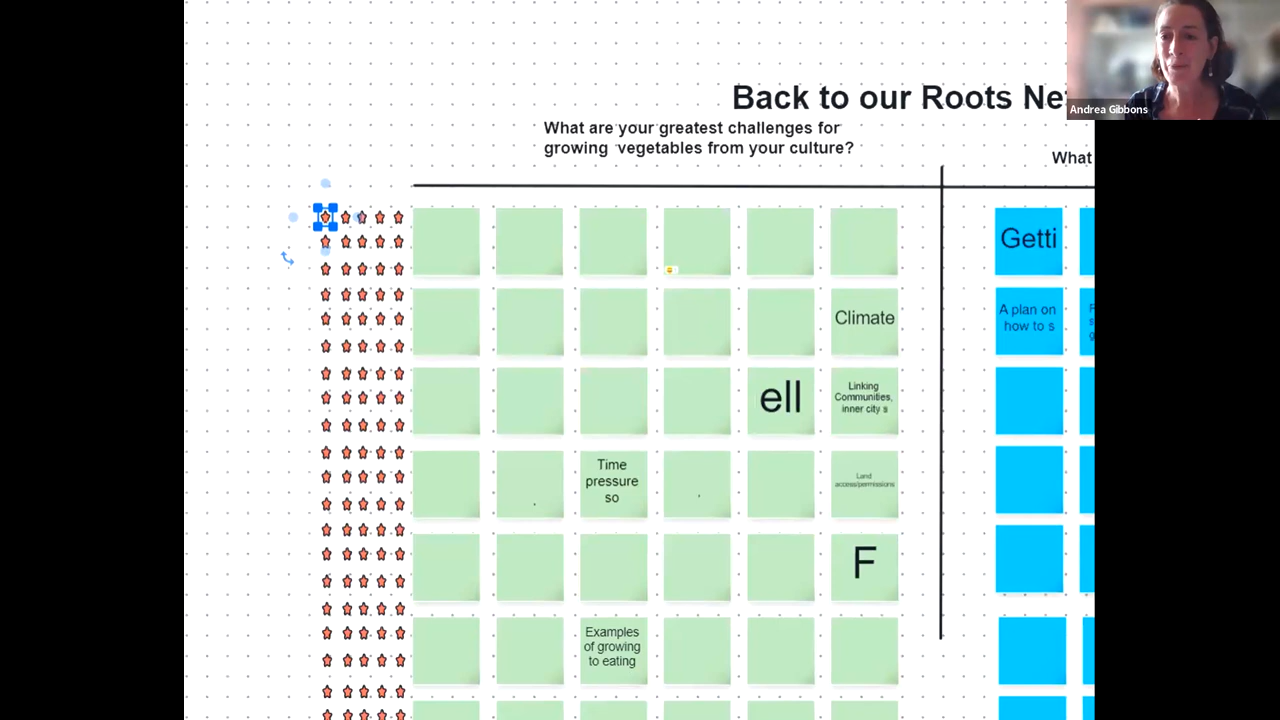 Back to our Roots Ne
Andrea Gibbons
What are your greatest challenges for
growing vegetables from your culture?
What
Getti
Climate
A plan on
how to s
ell
Linking
Communities,
inner city s
Time
pressure
so
Land
access/permissions
F
Examples
of growing
to eating